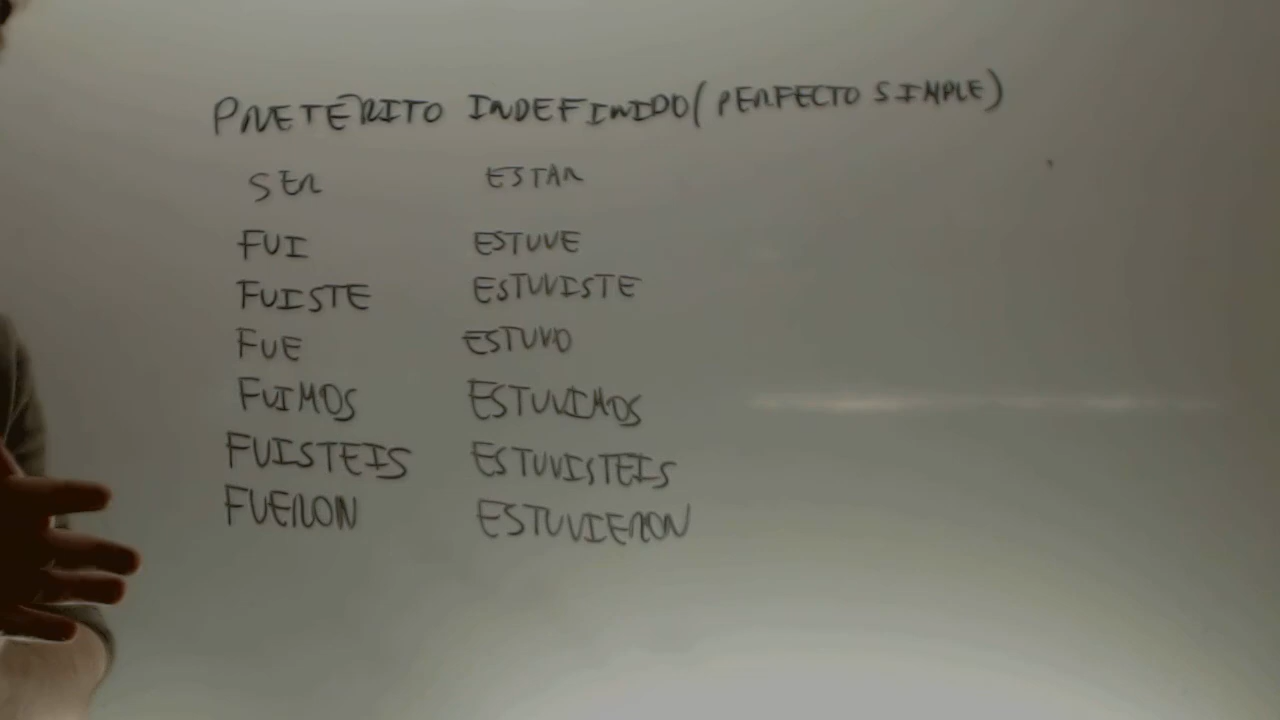 PRETÉRITO INDEFINIDO (PERFECTO SIMPLE)
SER ESTAR
FUI ESTUVE
FUISTE ESTUVISTE
FUE ESTUVO
FUIMOS ESTUVIMOS
FUISTEIS ESTUVISTEIS
FUERON ESTUVIERON